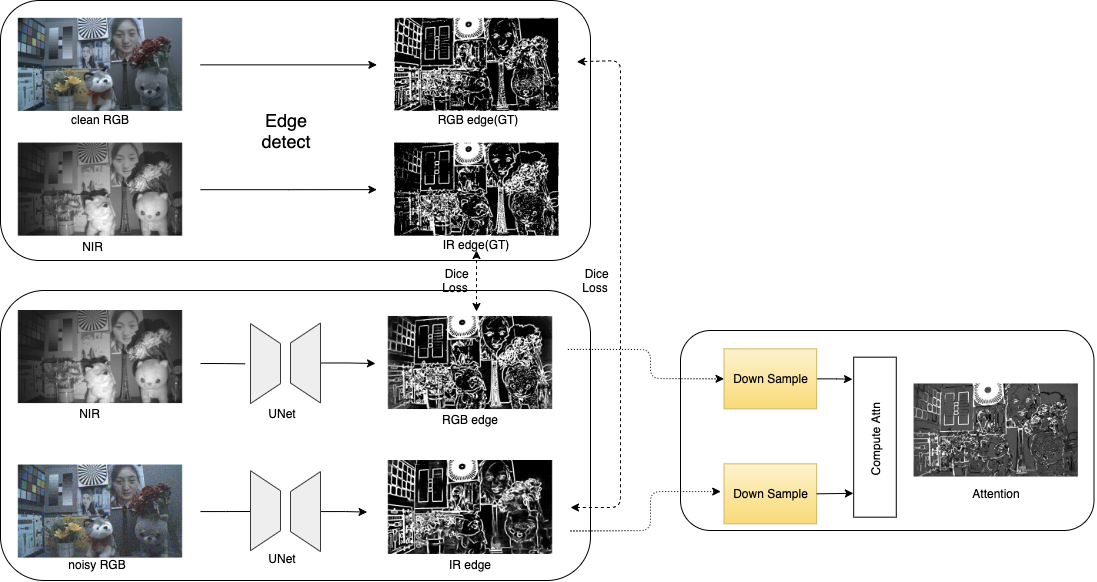 clean RGB
Edge
detect
RGB edge(GT)
NIR
IR edge(GT)
Dice
Loss
Dice
Loss
NIR
UNet
RGB edge
noisy RGB
UNet
IR edge
Down Sample
Down Sample
Compute Attn
Attention